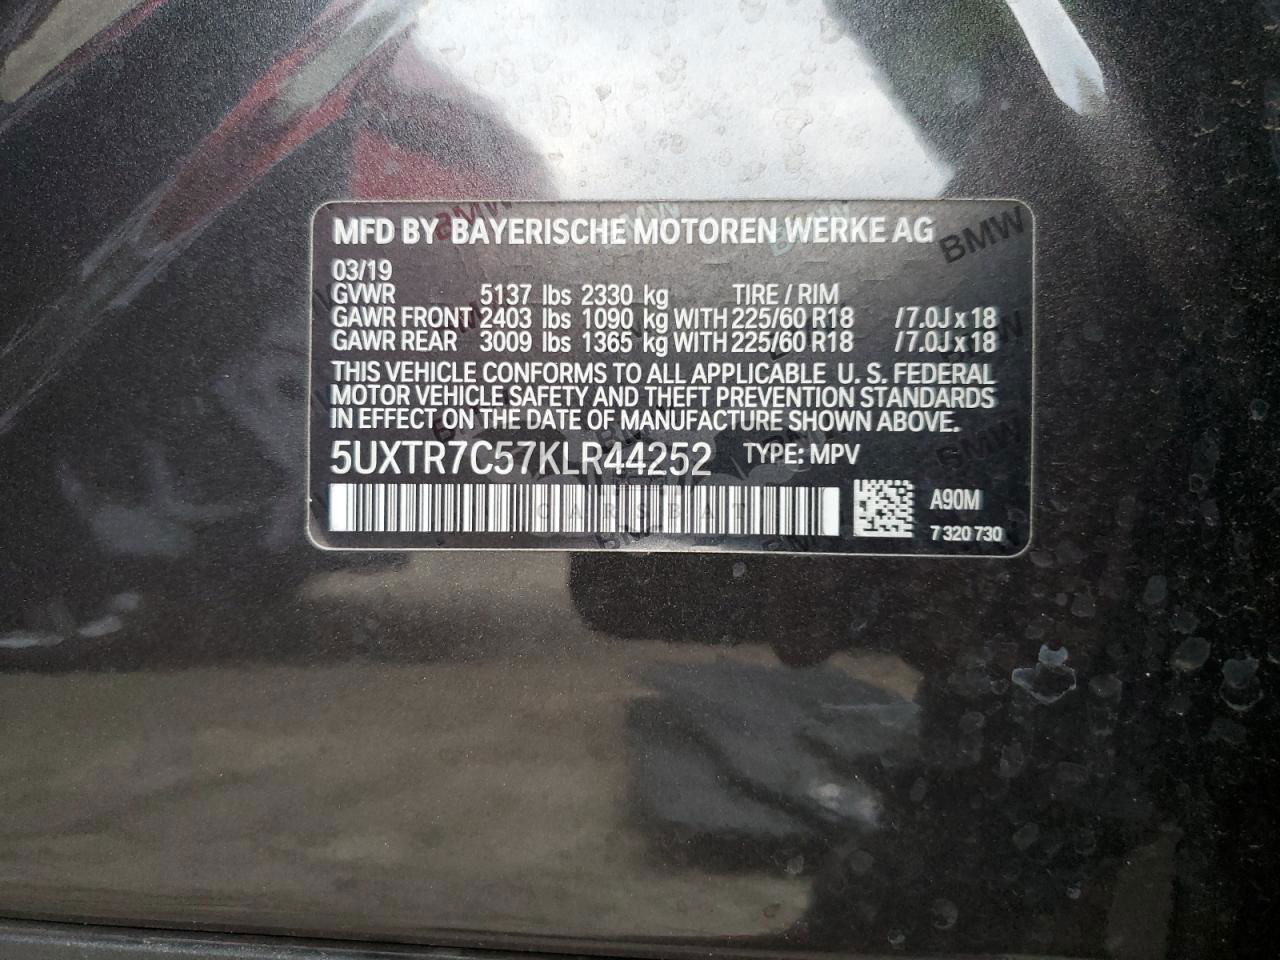 MFD BY BAYERISCHE MOTOREN WERKE AG
03/19
GVWR 5137 lbs 2330 kg TIRE / RIM
GAWR FRONT 2403 lbs 1090 kg WITH 225/60 R18 / 7.0J x 18
GAWR REAR 3009 lbs 1365 kg WITH 225/60 R18 / 7.0J x 18
THIS VEHICLE CONFORMS TO ALL APPLICABLE U. S. FEDERAL
MOTOR VEHICLE SAFETY AND THEFT PREVENTION STANDARDS
IN EFFECT ON THE DATE OF MANUFACTURE SHOWN ABOVE.
5UXTR7C57KLR44252 TYPE: MPV
A90M
7 320 730
BMW